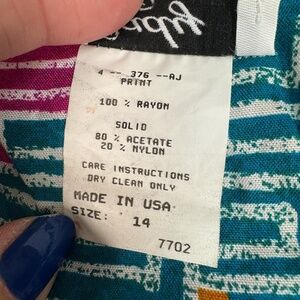 4 -- 376 --AJ
PRINT
100 % RAYON
SOLID
80 % ACETATE
20 % NYLON
CARE INSTRUCTIONS
DRY CLEAN ONLY
MADE IN USA
SIZE: 14
7702